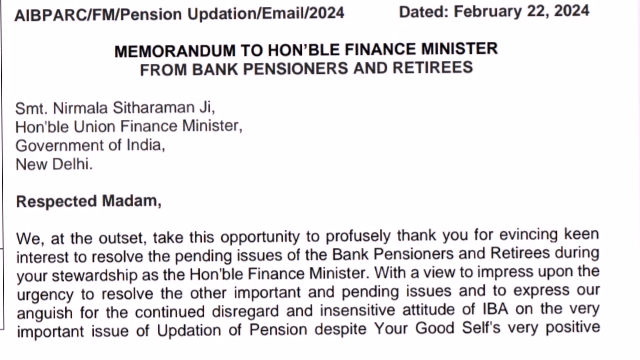 AIBPARC/FM/Pension Updation/Email/2024 Dated: February 22, 2024
MEMORANDUM TO HON'BLE FINANCE MINISTER
FROM BANK PENSIONERS AND RETIREES
Smt. Nirmala Sitharaman Ji,
Hon'ble Union Finance Minister,
Government of India,
New Delhi.
Respected Madam,
We, at the outset, take this opportunity to profusely thank you for evincing keen
interest to resolve the pending issues of the Bank Pensioners and Retirees during
your stewardship as the Hon'ble Finance Minister. With a view to impress upon the
urgency to resolve the other important and pending issues and to express our
anguish for the continued disregard and insensitive attitude of IBA on the very
important issue of Updation of Pension despite Your Good Self's very positive